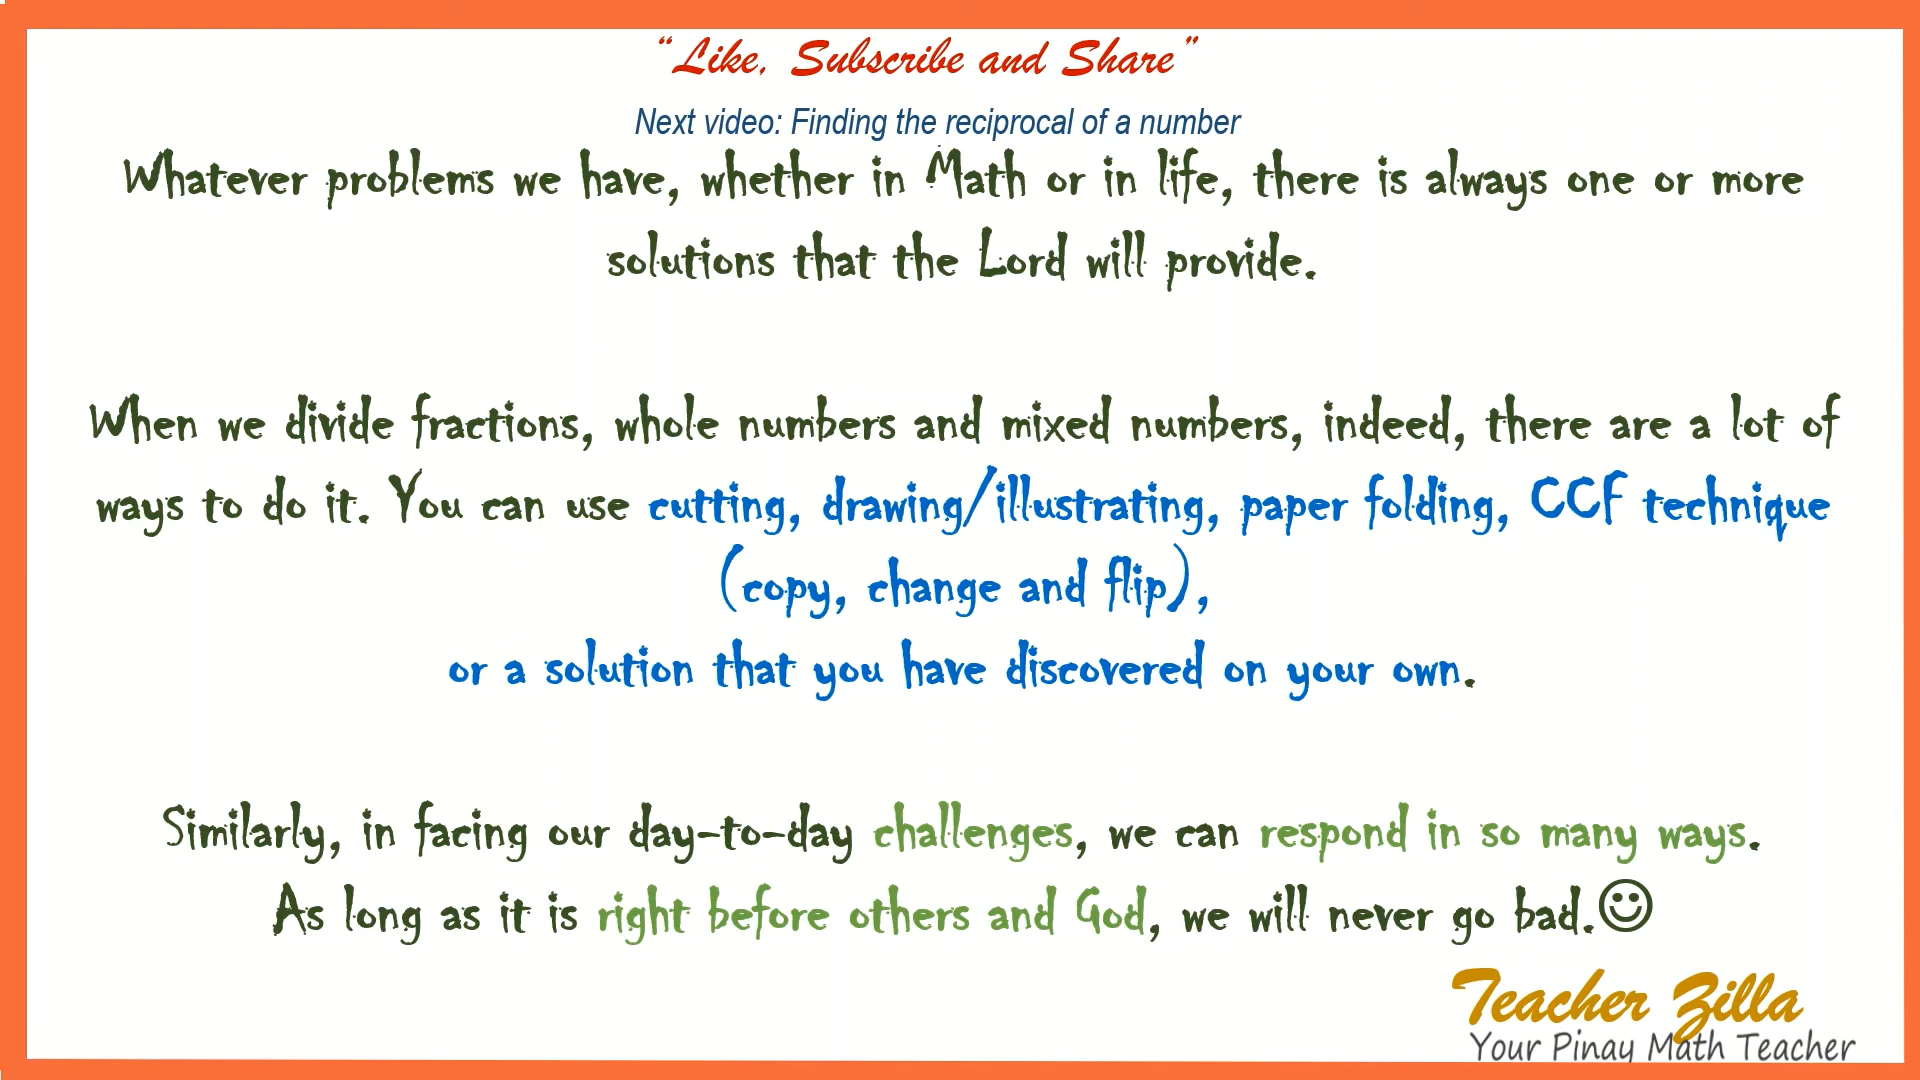 “Like, Subscribe and Share”
Next video: Finding the reciprocal of a number
Whatever problems we have, whether in Math or in life, there is always one or more
solutions that the Lord will provide.
When we divide fractions, whole numbers and mixed numbers, indeed, there are a lot of
ways to do it. You can use cutting, drawing/illustrating, paper folding, CCF technique
(copy, change and flip),
or a solution that you have discovered on your own.
Similarly, in facing our day-to-day challenges, we can respond in so many ways.
As long as it is right before others and God, we will never go bad.☺
Teacher Zilla
Your Pinay Math Teacher